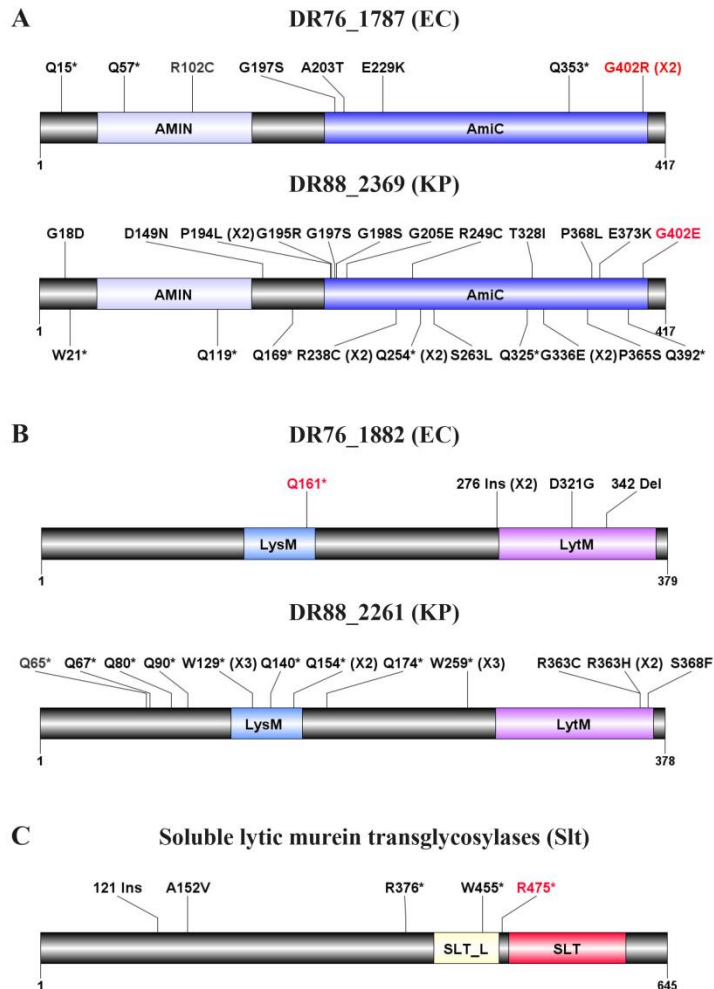 A
DR76_1787 (EC)
Q15* Q57* R102C G197S A203T E229K Q353* G402R (X2)
AMIN AmiC
1 417
DR88_2369 (KP)
G18D D149N P194L (X2) G195R G197S G198S G205E R249C T328I P368L E373K G402E
AMIN AmiC
1 417
W21* Q119* Q169* R238C (X2) Q254* (X2) S263L Q325* G336E (X2) P365S Q392*
B
DR76_1882 (EC)
Q161* 276 Ins (X2) D321G 342 Del
LysM LytM
1 379
DR88_2261 (KP)
Q65* Q67* Q80* Q90* W129* (X3) Q140* Q154* (X2) Q174* W259* (X3) R363C R363H (X2) S368F
LysM LytM
1 378
C
Soluble lytic murein transglycosylases (Slt)
121 Ins A152V R376* W455* R475*
SLT_L SLT
1 645